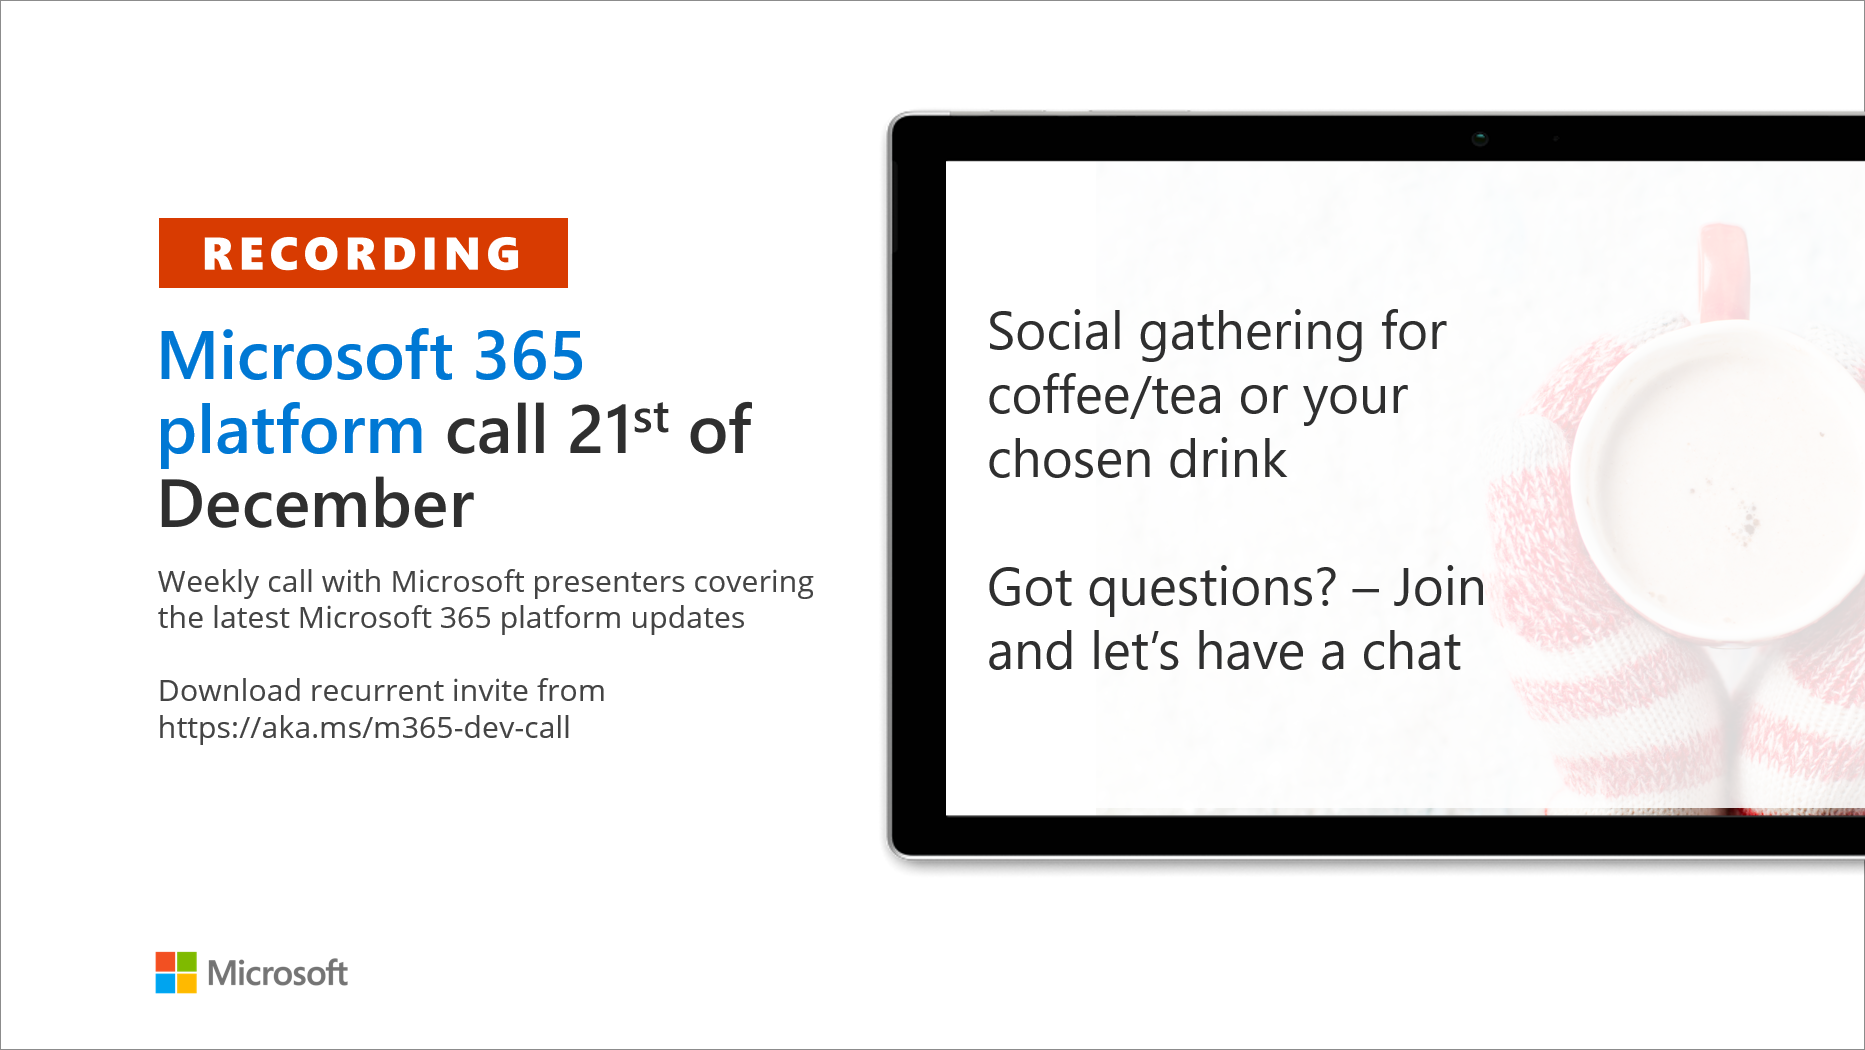 RECORDING
Microsoft 365
platform call 21st of
December
Weekly call with Microsoft presenters covering
the latest Microsoft 365 platform updates
Download recurrent invite from
https://aka.ms/m365-dev-call
Microsoft
Social gathering for
coffee/tea or your
chosen drink
Got questions? – Join
and let’s have a chat